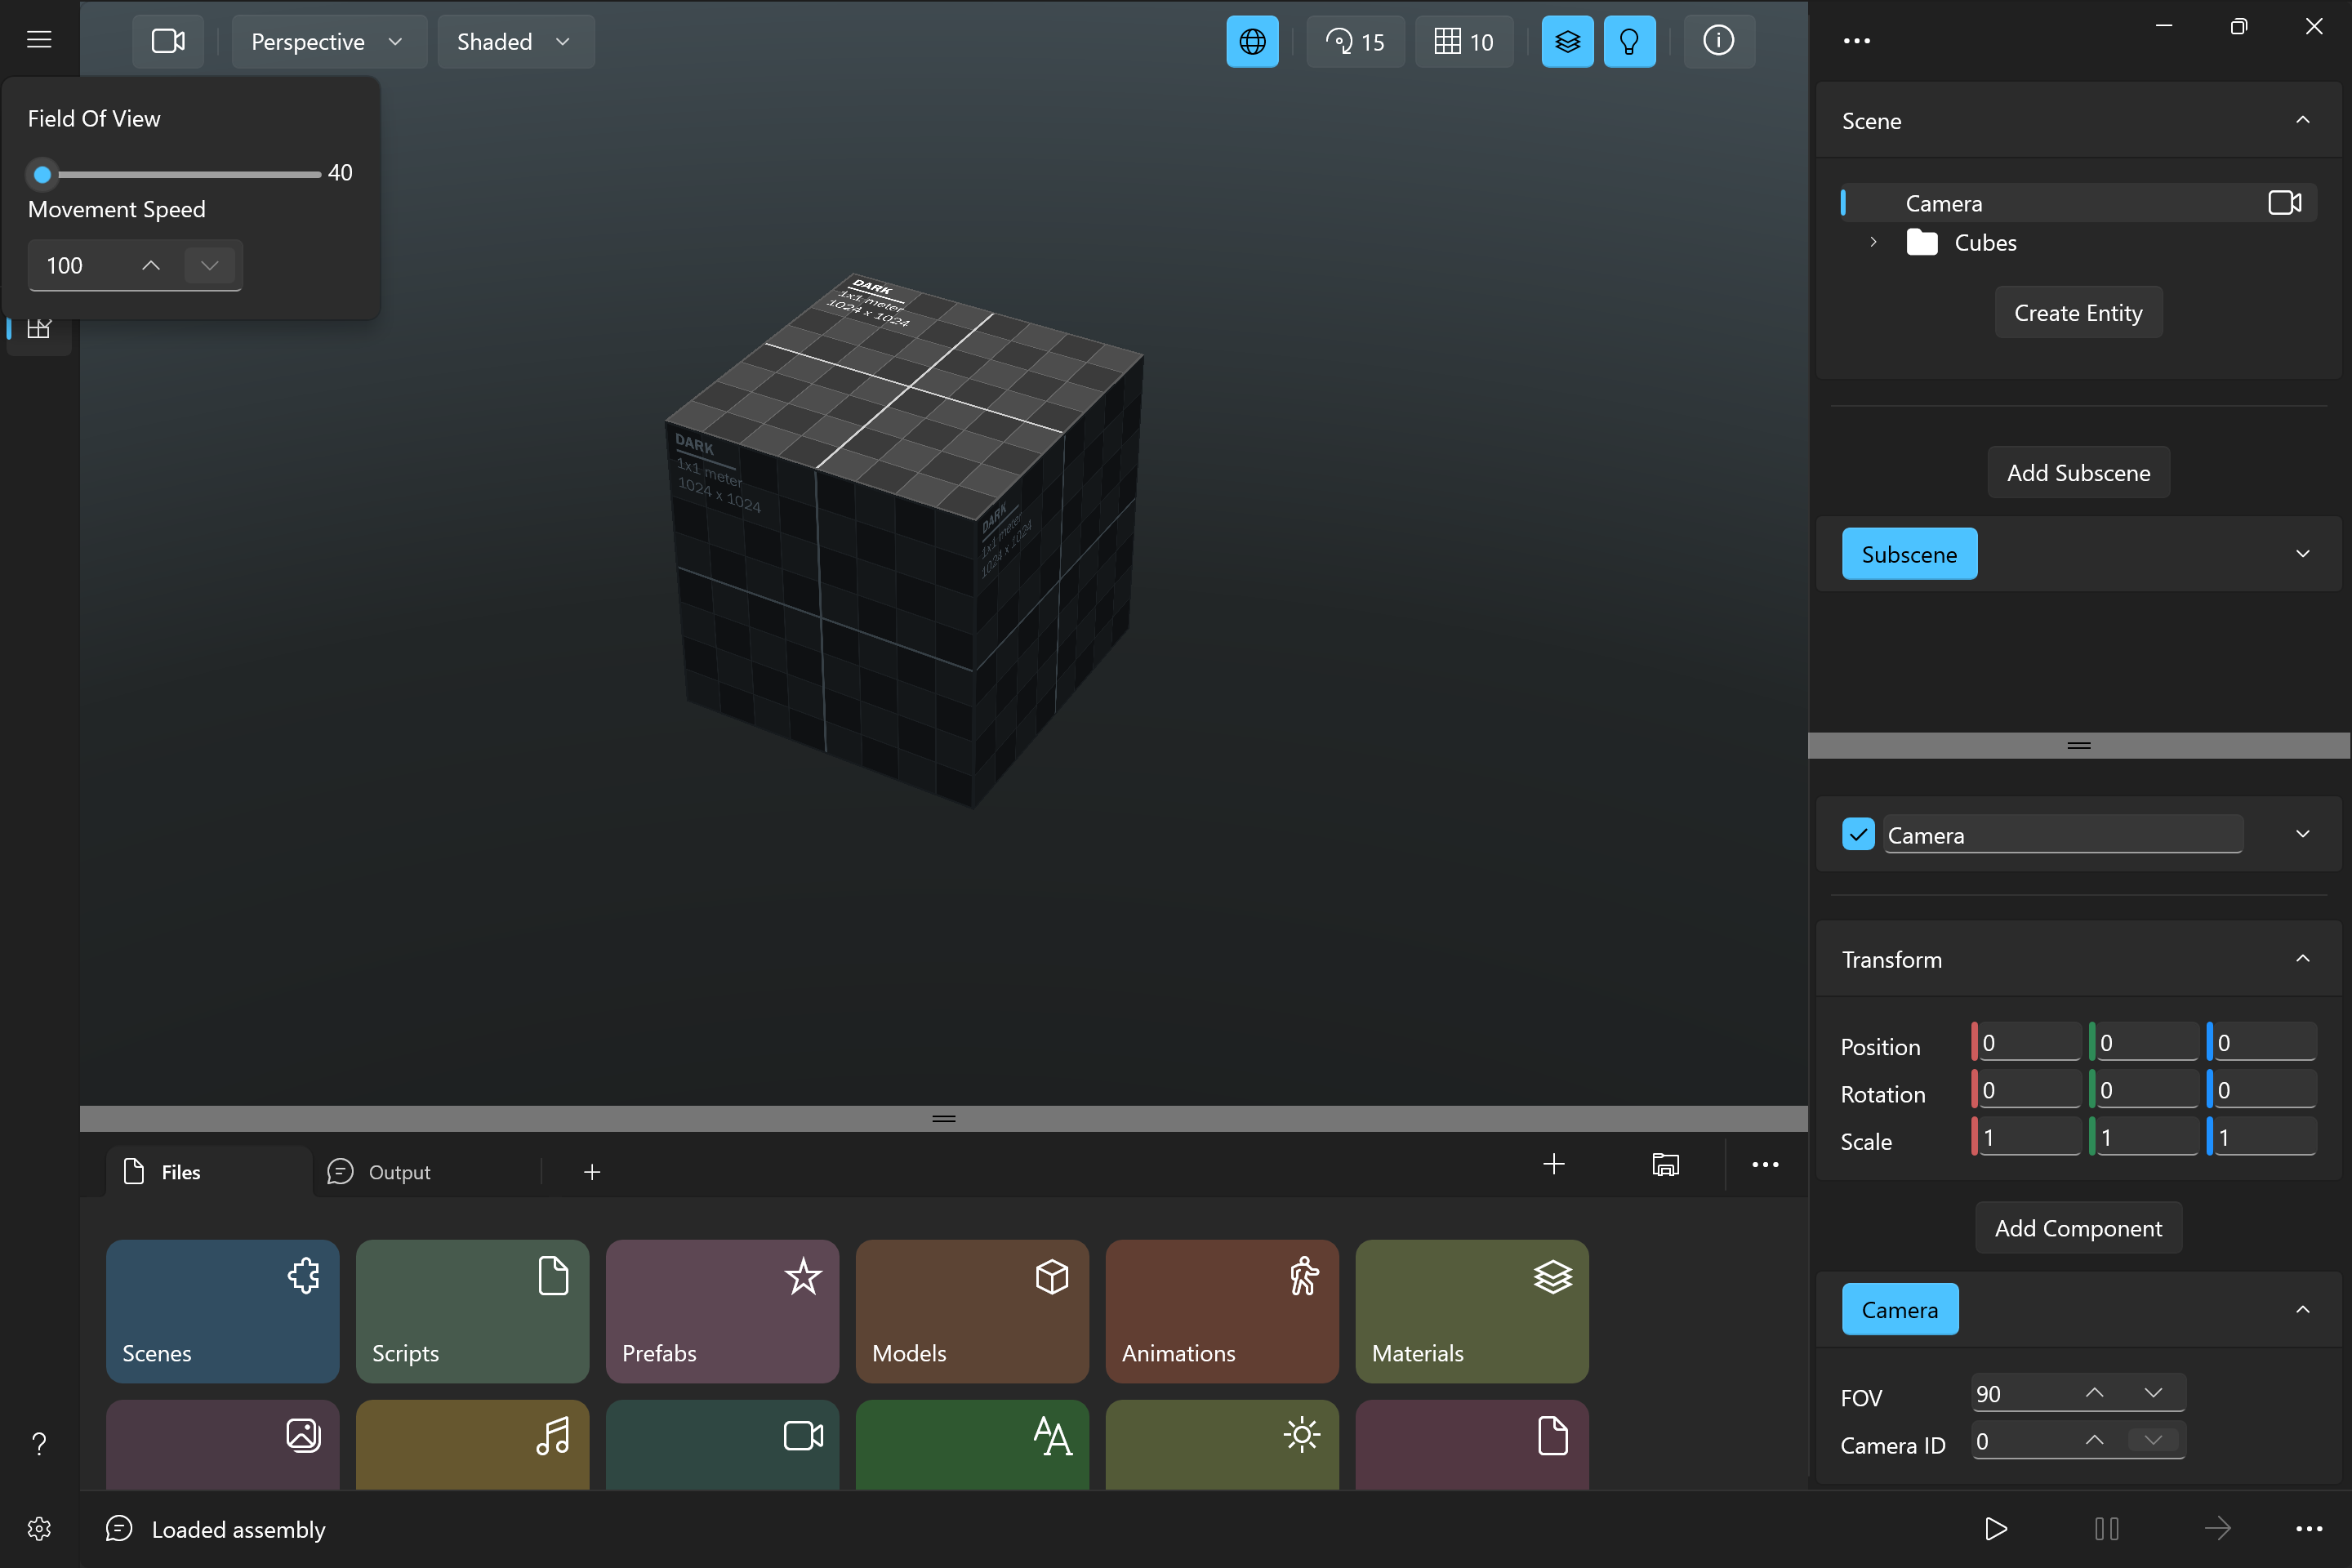 Perspective
Shaded
15
10
Field Of View
40
Movement Speed
100
DARK
1x1 meter
1024 x 1024
DARK
1x1 meter
1024 x 1024
DARK
1x1 meter
1024 x 1024
Scene
Camera
Cubes
Create Entity
Add Subscene
Subscene
Camera
Transform
Position 0 0 0
Rotation 0 0 0
Scale 1 1 1
Add Component
Camera
FOV 90
Camera ID 0
Files
Output
Scenes
Scripts
Prefabs
Models
Animations
Materials
Loaded assembly